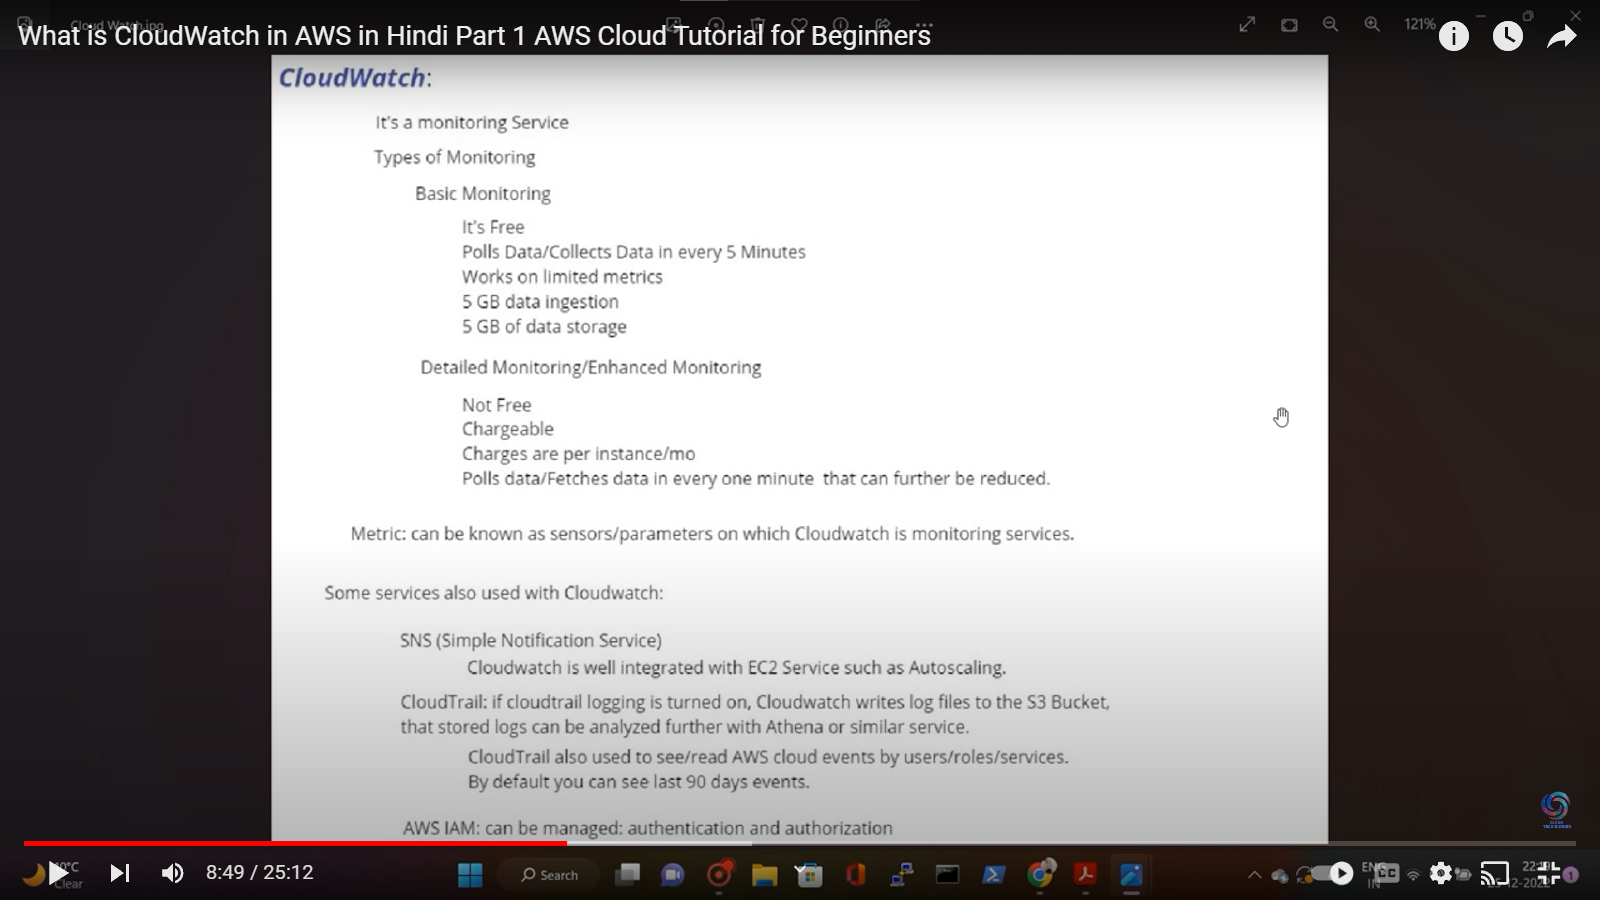 Cloud Watch.jpg
121%
What is CloudWatch in AWS in Hindi Part 1 AWS Cloud Tutorial for Beginners
CloudWatch:
It's a monitoring Service
Types of Monitoring
Basic Monitoring
It's Free
Polls Data/Collects Data in every 5 Minutes
Works on limited metrics
5 GB data ingestion
5 GB of data storage
Detailed Monitoring/Enhanced Monitoring
Not Free
Chargeable
Charges are per instance/mo
Polls data/Fetches data in every one minute that can further be reduced.
Metric: can be known as sensors/parameters on which Cloudwatch is monitoring services.
Some services also used with Cloudwatch:
SNS (Simple Notification Service)
Cloudwatch is well integrated with EC2 Service such as Autoscaling.
CloudTrail: if cloudtrail logging is turned on, Cloudwatch writes log files to the S3 Bucket,
that stored logs can be analyzed further with Athena or similar service.
CloudTrail also used to see/read AWS cloud events by users/roles/services.
By default you can see last 90 days events.
AWS IAM: can be managed: authentication and authorization
8:49 / 25:12
Clear
Search
ENG
IN
CC
1